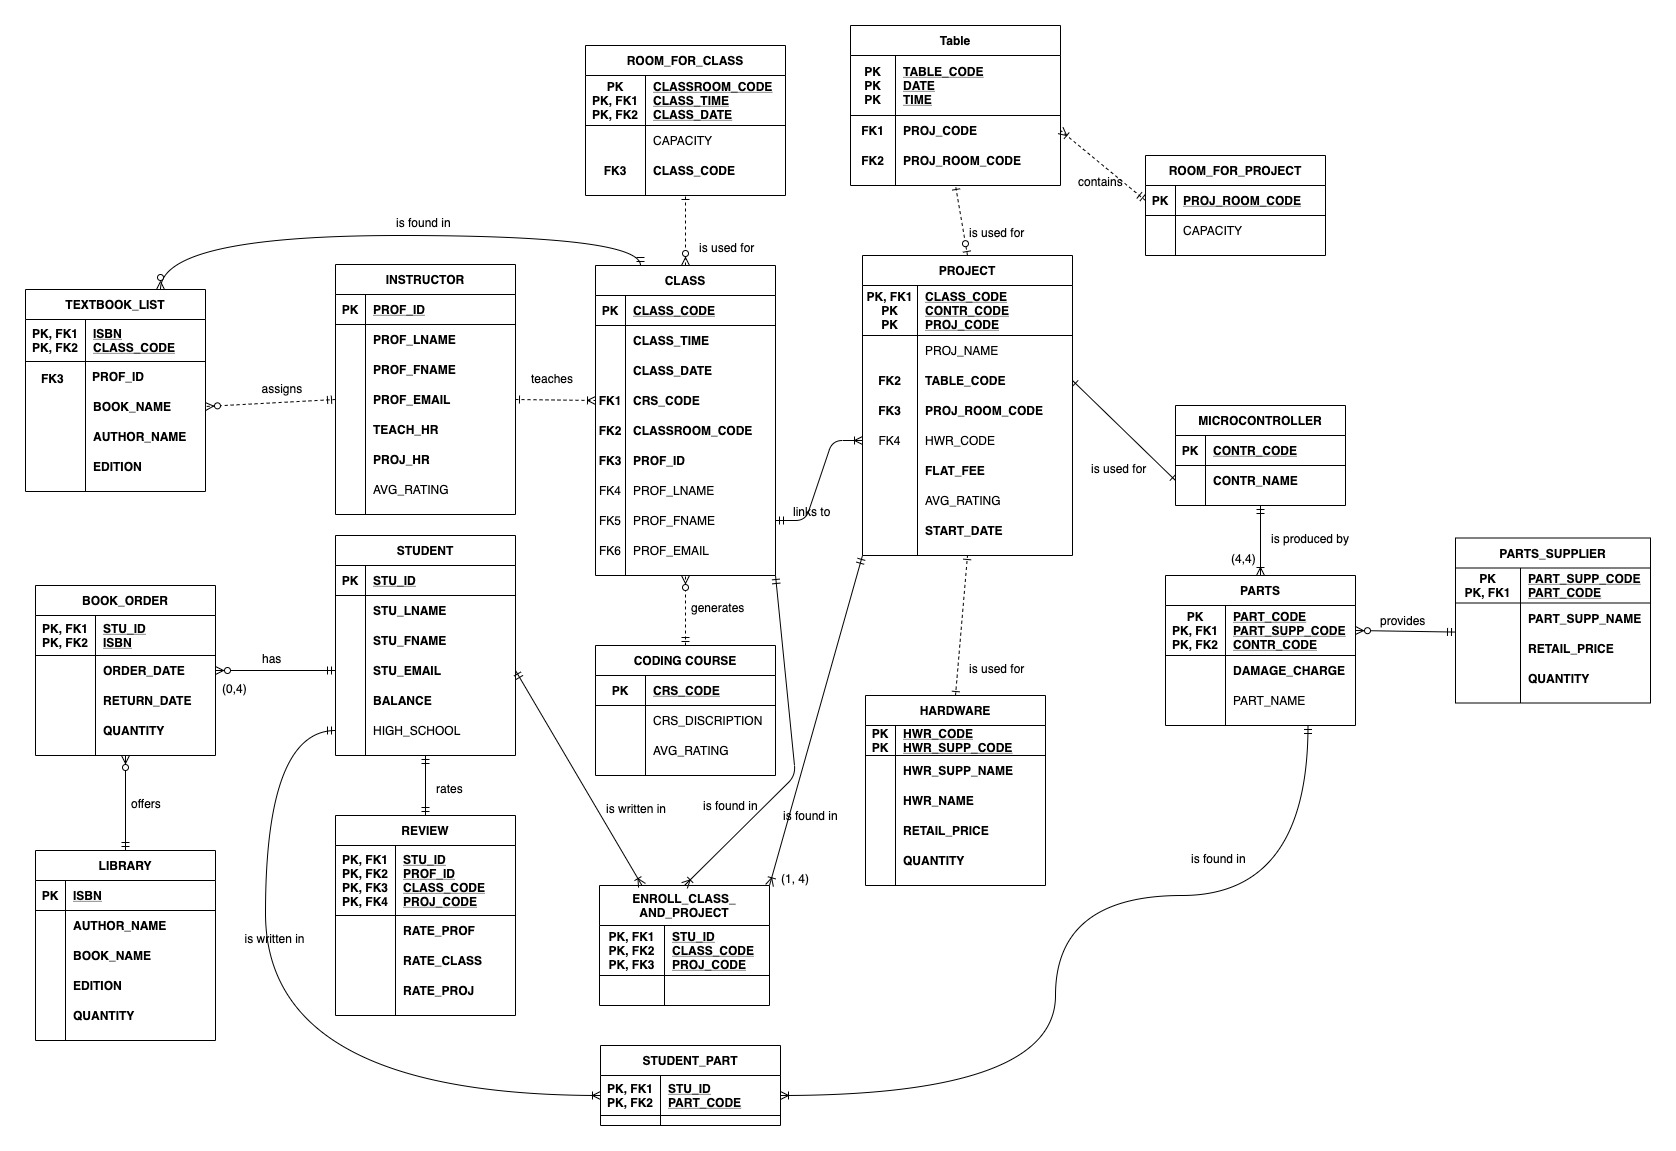 Table
PK TABLE_CODE
PK DATE
PK TIME
FK1 PROJ_CODE
FK2 PROJ_ROOM_CODE
ROOM_FOR_CLASS
PK CLASSROOM_CODE
PK, FK1 CLASS_TIME
PK, FK2 CLASS_DATE
CAPACITY
FK3 CLASS_CODE
contains
ROOM_FOR_PROJECT
PK PROJ_ROOM_CODE
CAPACITY
is found in
is used for
is used for
TEXTBOOK_LIST
PK, FK1 ISBN
PK, FK2 CLASS_CODE
FK3 PROF_ID
BOOK_NAME
AUTHOR_NAME
EDITION
assigns
INSTRUCTOR
PK PROF_ID
PROF_LNAME
PROF_FNAME
PROF_EMAIL
TEACH_HR
PROJ_HR
AVG_RATING
teaches
CLASS
PK CLASS_CODE
CLASS_TIME
CLASS_DATE
FK1 CRS_CODE
FK2 CLASSROOM_CODE
FK3 PROF_ID
FK4 PROF_LNAME
FK5 PROF_FNAME
FK6 PROF_EMAIL
links to
PROJECT
PK, FK1 CLASS_CODE
PK CONTR_CODE
PK PROJ_CODE
PROJ_NAME
FK2 TABLE_CODE
FK3 PROJ_ROOM_CODE
FK4 HWR_CODE
FLAT_FEE
AVG_RATING
START_DATE
is used for
MICROCONTROLLER
PK CONTR_CODE
CONTR_NAME
is produced by
(4,4)
PARTS
PK PART_CODE
PK, FK1 PART_SUPP_CODE
PK, FK2 CONTR_CODE
DAMAGE_CHARGE
PART_NAME
provides
PARTS_SUPPLIER
PK PART_SUPP_CODE
PK, FK1 PART_CODE
PART_SUPP_NAME
RETAIL_PRICE
QUANTITY
BOOK_ORDER
PK, FK1 STU_ID
PK, FK2 ISBN
ORDER_DATE
RETURN_DATE
QUANTITY
has
(0,4)
STUDENT
PK STU_ID
STU_LNAME
STU_FNAME
STU_EMAIL
BALANCE
HIGH_SCHOOL
generates
CODING COURSE
PK CRS_CODE
CRS_DISCRIPTION
AVG_RATING
is used for
HARDWARE
PK HWR_CODE
PK HWR_SUPP_CODE
HWR_SUPP_NAME
HWR_NAME
RETAIL_PRICE
QUANTITY
offers
rates
is written in
is found in
is found in
(1, 4)
is found in
LIBRARY
PK ISBN
AUTHOR_NAME
BOOK_NAME
EDITION
QUANTITY
is written in
REVIEW
PK, FK1 STU_ID
PK, FK2 PROF_ID
PK, FK3 CLASS_CODE
PK, FK4 PROJ_CODE
RATE_PROF
RATE_CLASS
RATE_PROJ
ENROLL_CLASS_
AND_PROJECT
PK, FK1 STU_ID
PK, FK2 CLASS_CODE
PK, FK3 PROJ_CODE
STUDENT_PART
PK, FK1 STU_ID
PK, FK2 PART_CODE